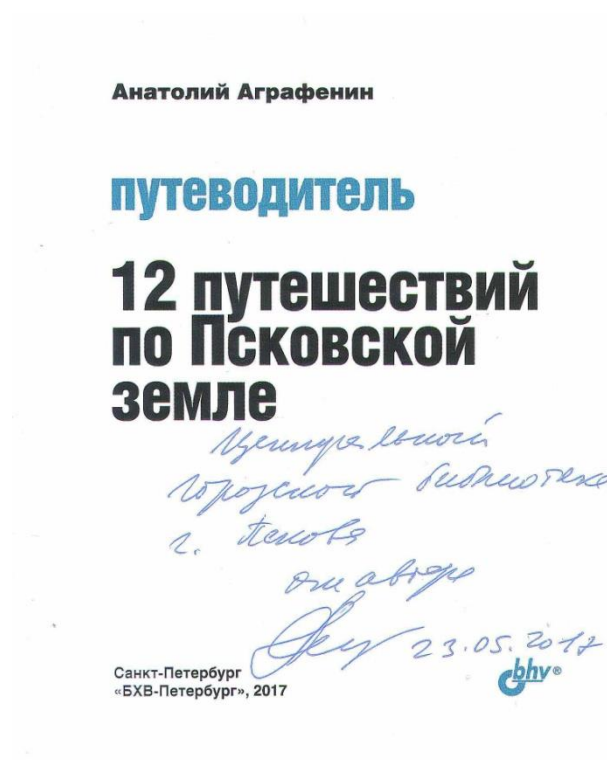 Анатолий Аграфенин
путеводитель
12 путешествий
по Псковской
земле
Центральной
городской библиотеке
г. Пскова
от автора
23.05.2017
Санкт-Петербург
«БХВ-Петербург», 2017
bhv®